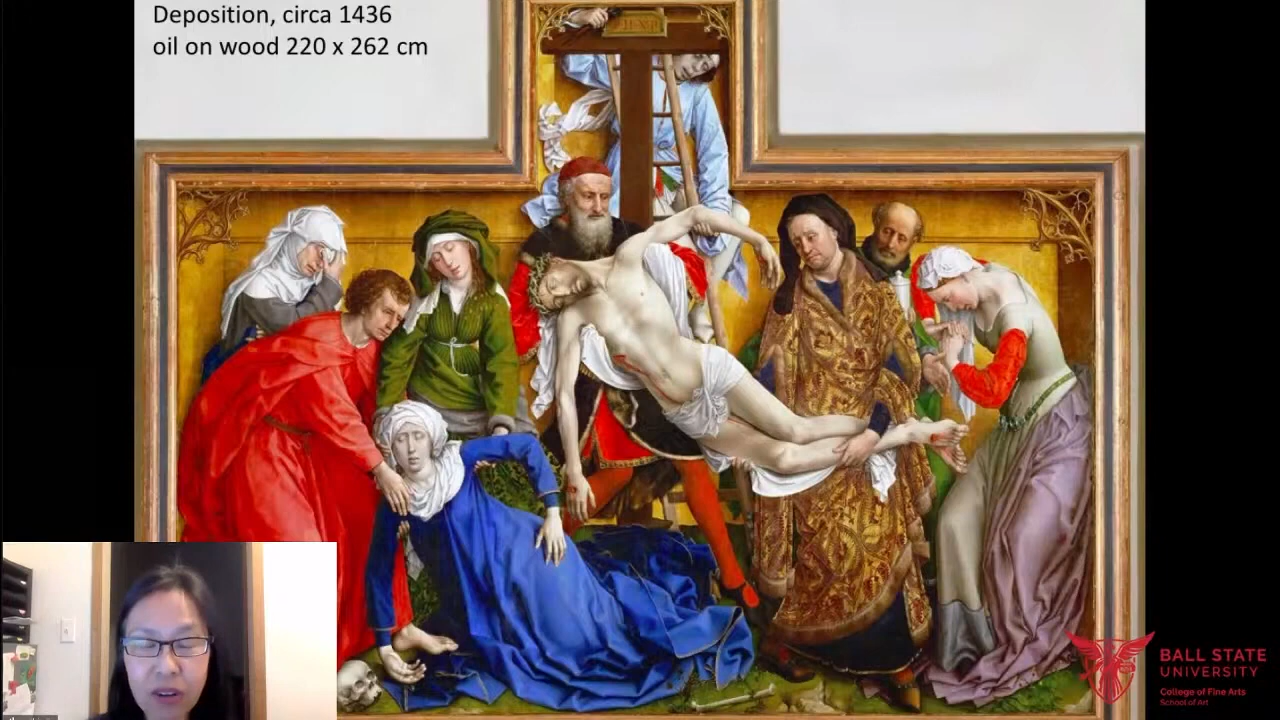 Deposition, circa 1436
oil on wood 220 x 262 cm
BALL STATE
UNIVERSITY
College of Fine Arts
School of Art